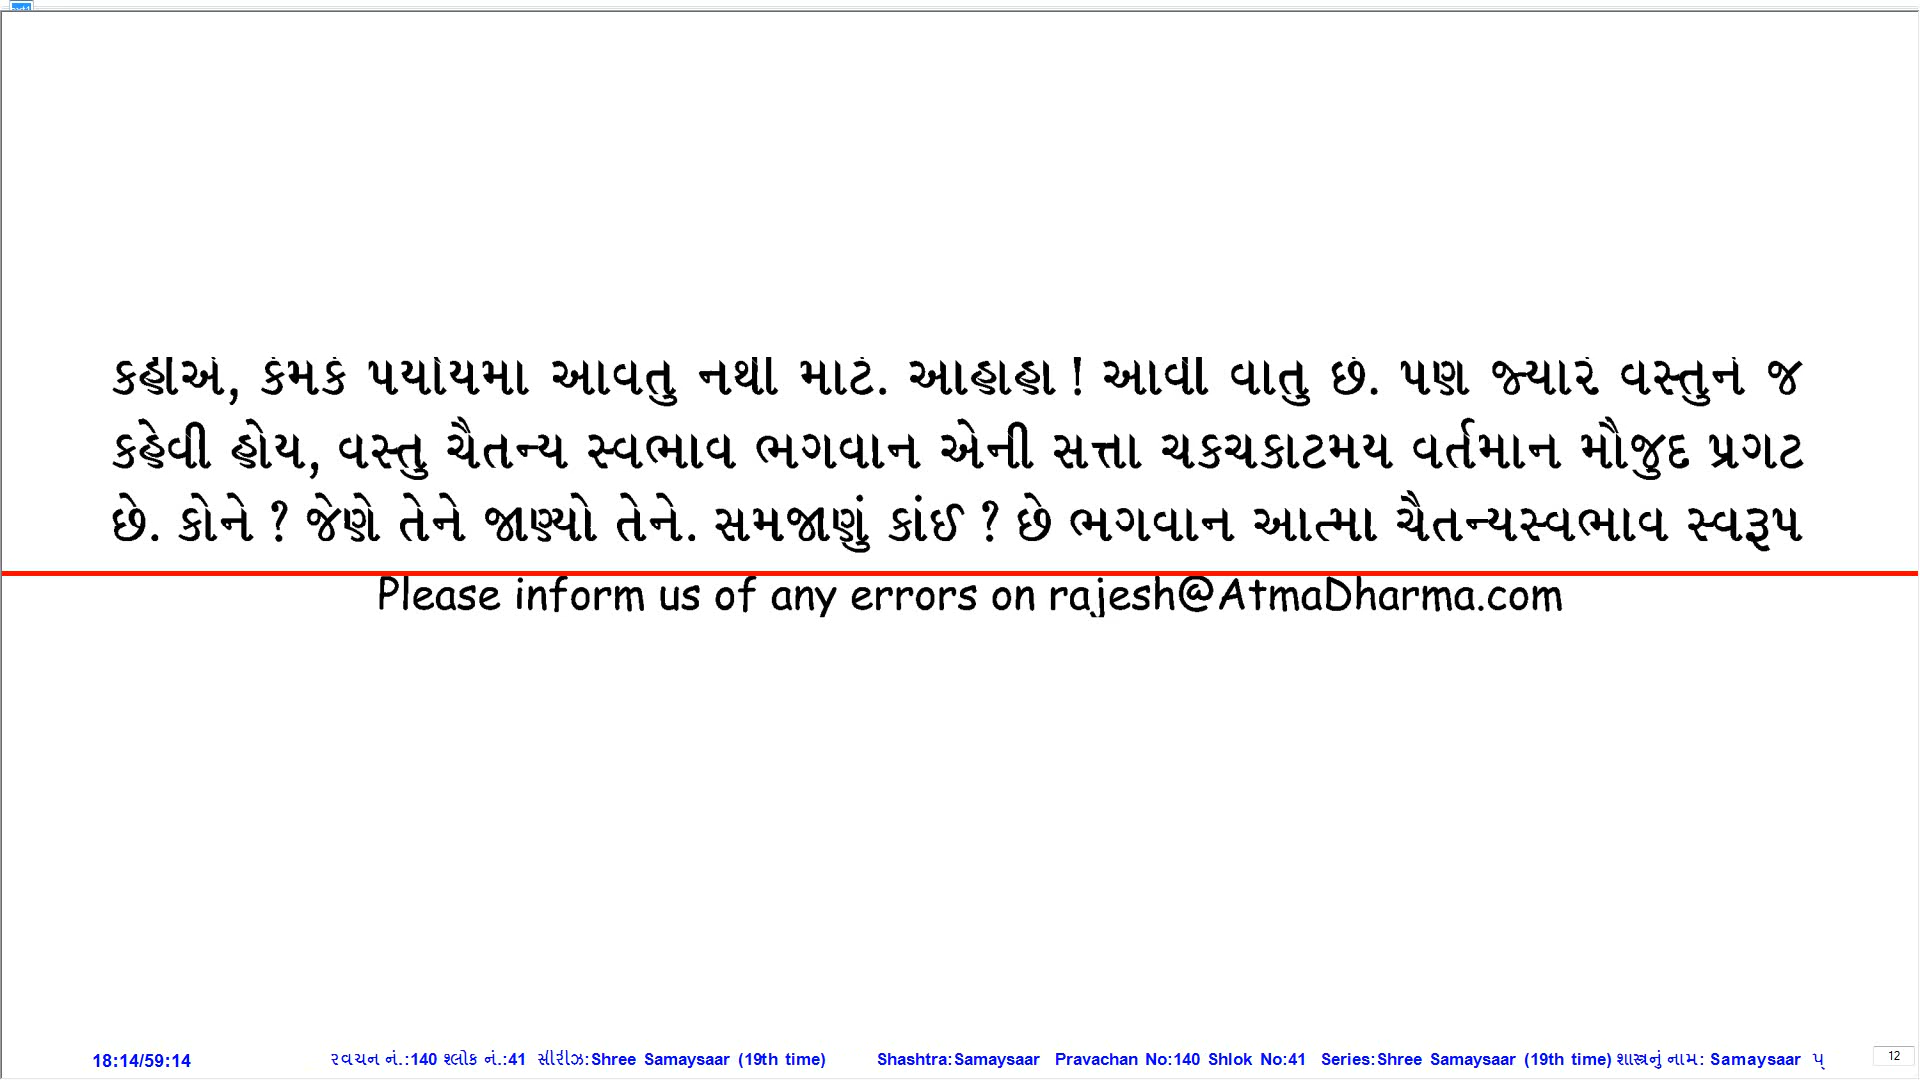 કહીએ, કેમકે પર્યાયમાં આવતું નથી માટે. આહાહા ! આવી વાતું છે. પણ જ્યારે વસ્તુને જ
કહેવી હોય, વસ્તુ ચૈતન્ય સ્વભાવ ભગવાન એની સત્તા ચકચકાટમય વર્તમાન મૌજુદ પ્રગટ
છે. કોને ? જેણે તેને જાણ્યો તેને. સમજાણું કાંઈ ? છે ભગવાન આત્મા ચૈતન્યસ્વભાવ સ્વરૂપ
Please inform us of any errors on rajesh@AtmaDharma.com
18:14/59:14 રવચન નં.:140 શ્લોક નં.:41 સીરીઝ:Shree Samaysaar (19th time) Shashtra:Samaysaar Pravachan No:140 Shlok No:41 Series:Shree Samaysaar (19th time) શાસ્ત્રનું નામ: Samaysaar પ્ 12